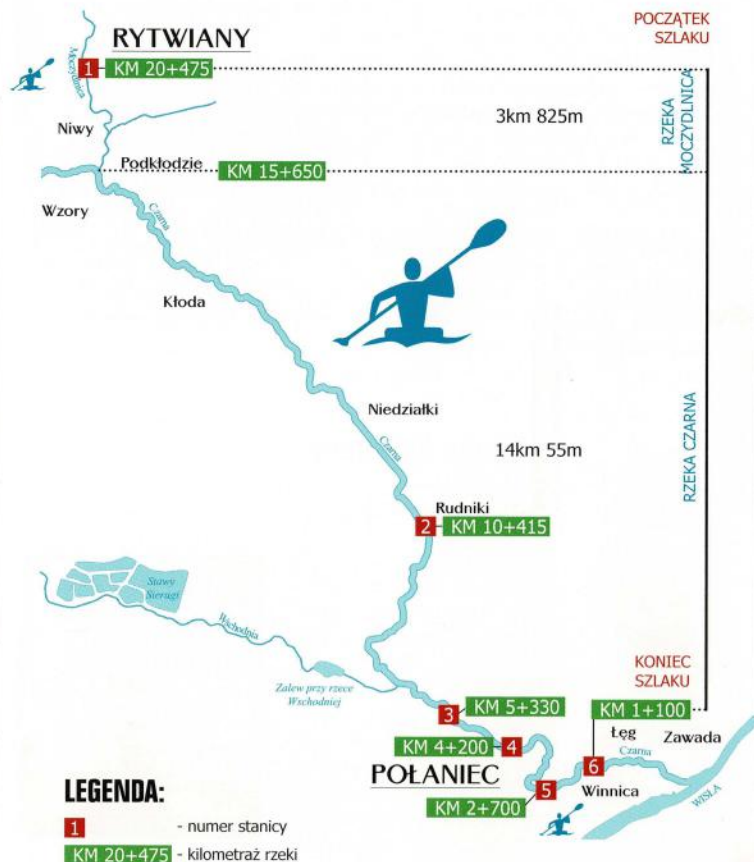 POCZĄTEK
SZLAKU
RYTWIANY
Moczydlnica
1
KM 20+475
3km 825m
RZEKA
MOCZYDLNICA
Niwy
Podkłodzie
KM 15+650
Wzory
Czarna
Kłoda
Niedziałki
Czarna
14km 55m
RZEKA CZARNA
Rudniki
2
KM 10+415
Stawy
Sierugi
Wschodnia
Zalew przy rzece
Wschodniej
KONIEC
SZLAKU
3
KM 5+330
KM 1+100
KM 4+200
4
Łęg
Zawada
Czarna
6
POŁANIEC
5
Winnica
KM 2+700
WISŁA
LEGENDA:
1 - numer stanicy
KM 20+475 - kilometraż rzeki